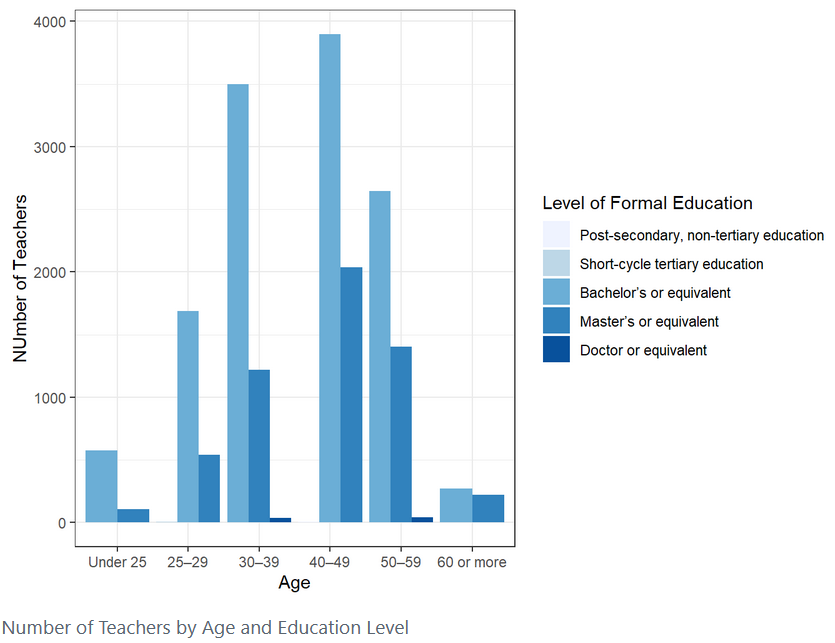 4000
3000
2000
1000
0
NUmber of Teachers
Under 25 25–29 30–39 40–49 50–59 60 or more
Age
Level of Formal Education
Post-secondary, non-tertiary education
Short-cycle tertiary education
Bachelor's or equivalent
Master's or equivalent
Doctor or equivalent
Number of Teachers by Age and Education Level